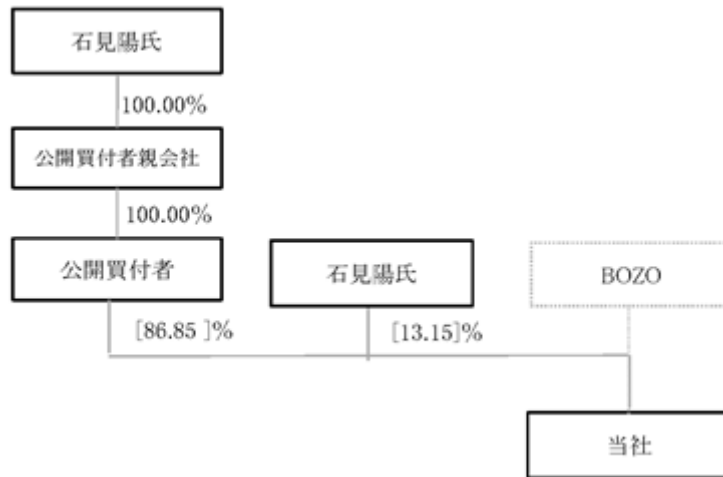 石見陽氏
100.00%
公開買付者親会社
100.00%
公開買付者
石見陽氏
BOZO
[86.85 ]%
[13.15]%
当社